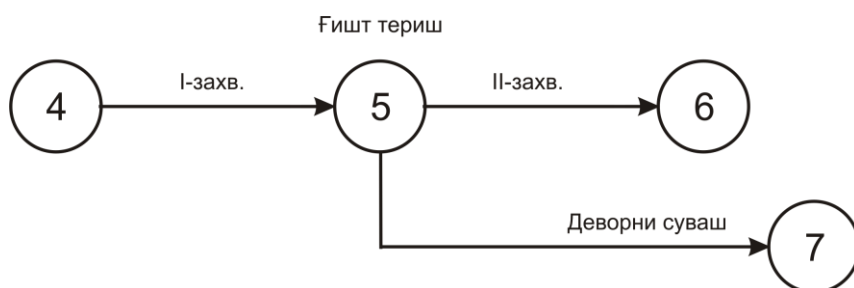 Ғишт териш
I-захв.
II-захв.
4
5
6
Деворни суваш
7